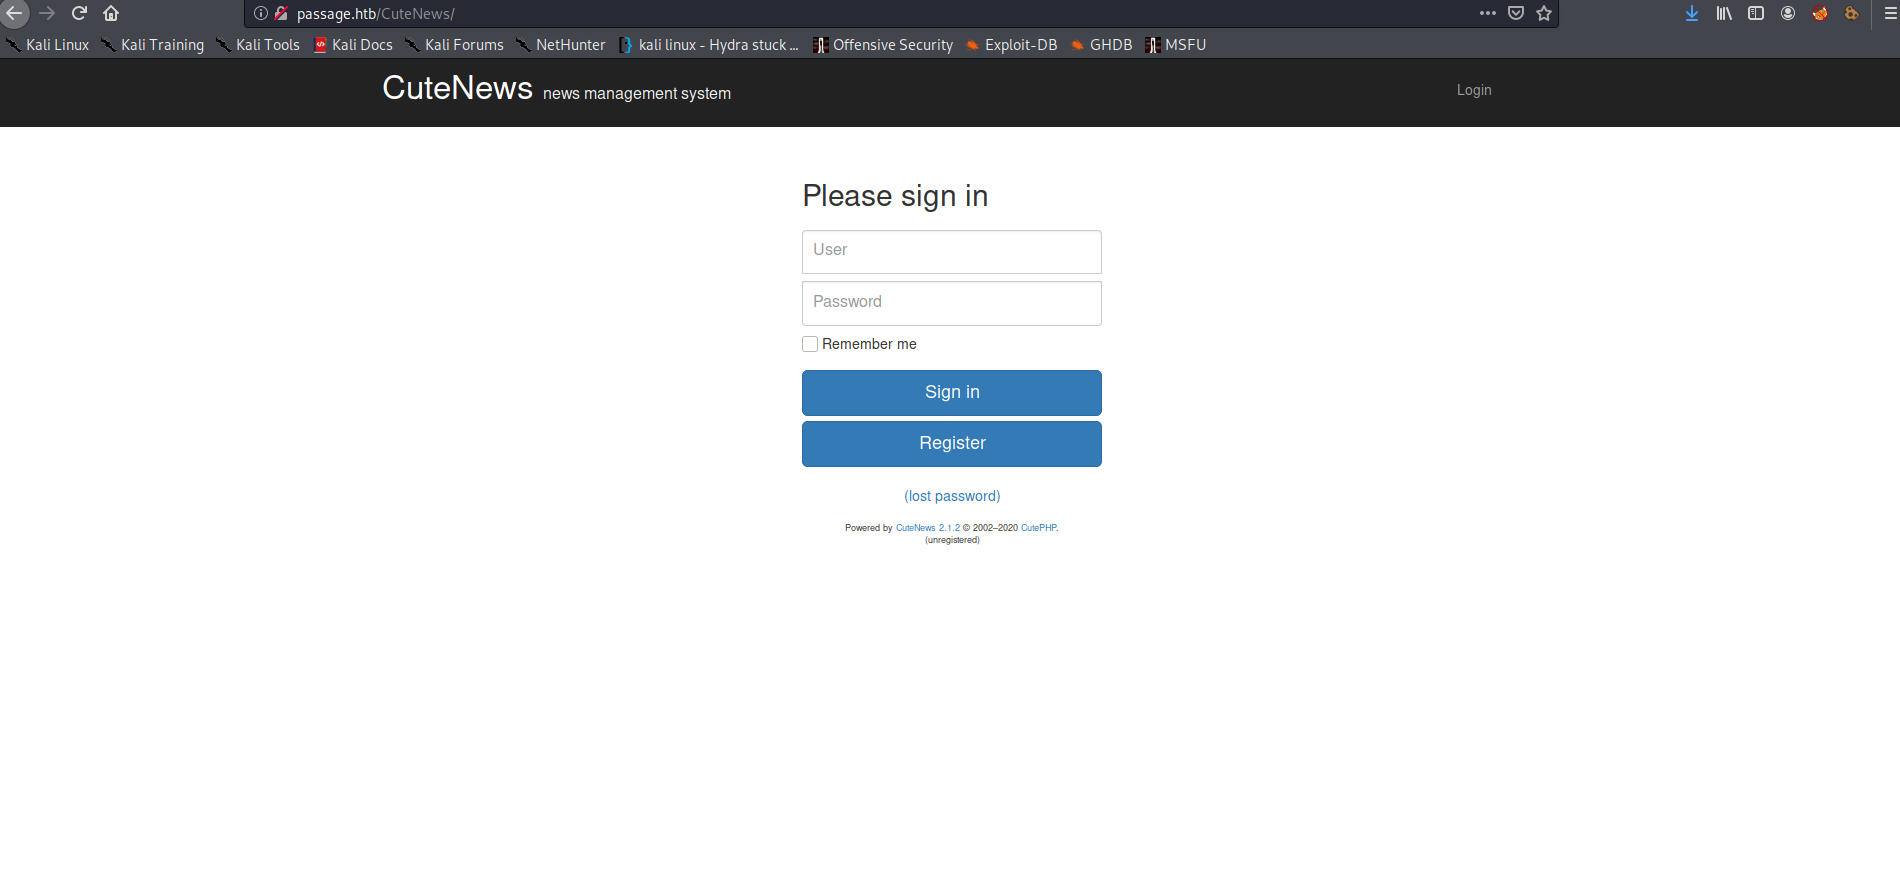 passage.htb/CuteNews/
Kali Linux Kali Training Kali Tools Kali Docs Kali Forums NetHunter kali linux - Hydra stuck ... Offensive Security Exploit-DB GHDB MSFU
CuteNews news management system Login
Please sign in
User
Password
Remember me
Sign in
Register
(lost password)
Powered by CuteNews 2.1.2 © 2002–2020 CutePHP.
(unregistered)